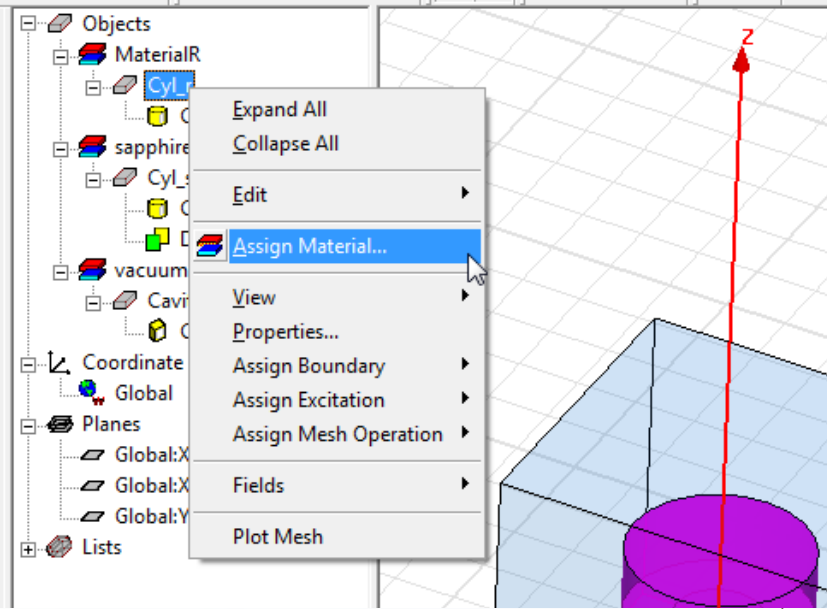 Objects
MaterialR
Cyl_r
sapphire
Cyl_s
vacuum
Cavi
Coordinate
Global
Planes
Global:X
Global:X
Global:Y
Lists
Expand All
Collapse All
Edit
Assign Material...
View
Properties...
Assign Boundary
Assign Excitation
Assign Mesh Operation
Fields
Plot Mesh
Z